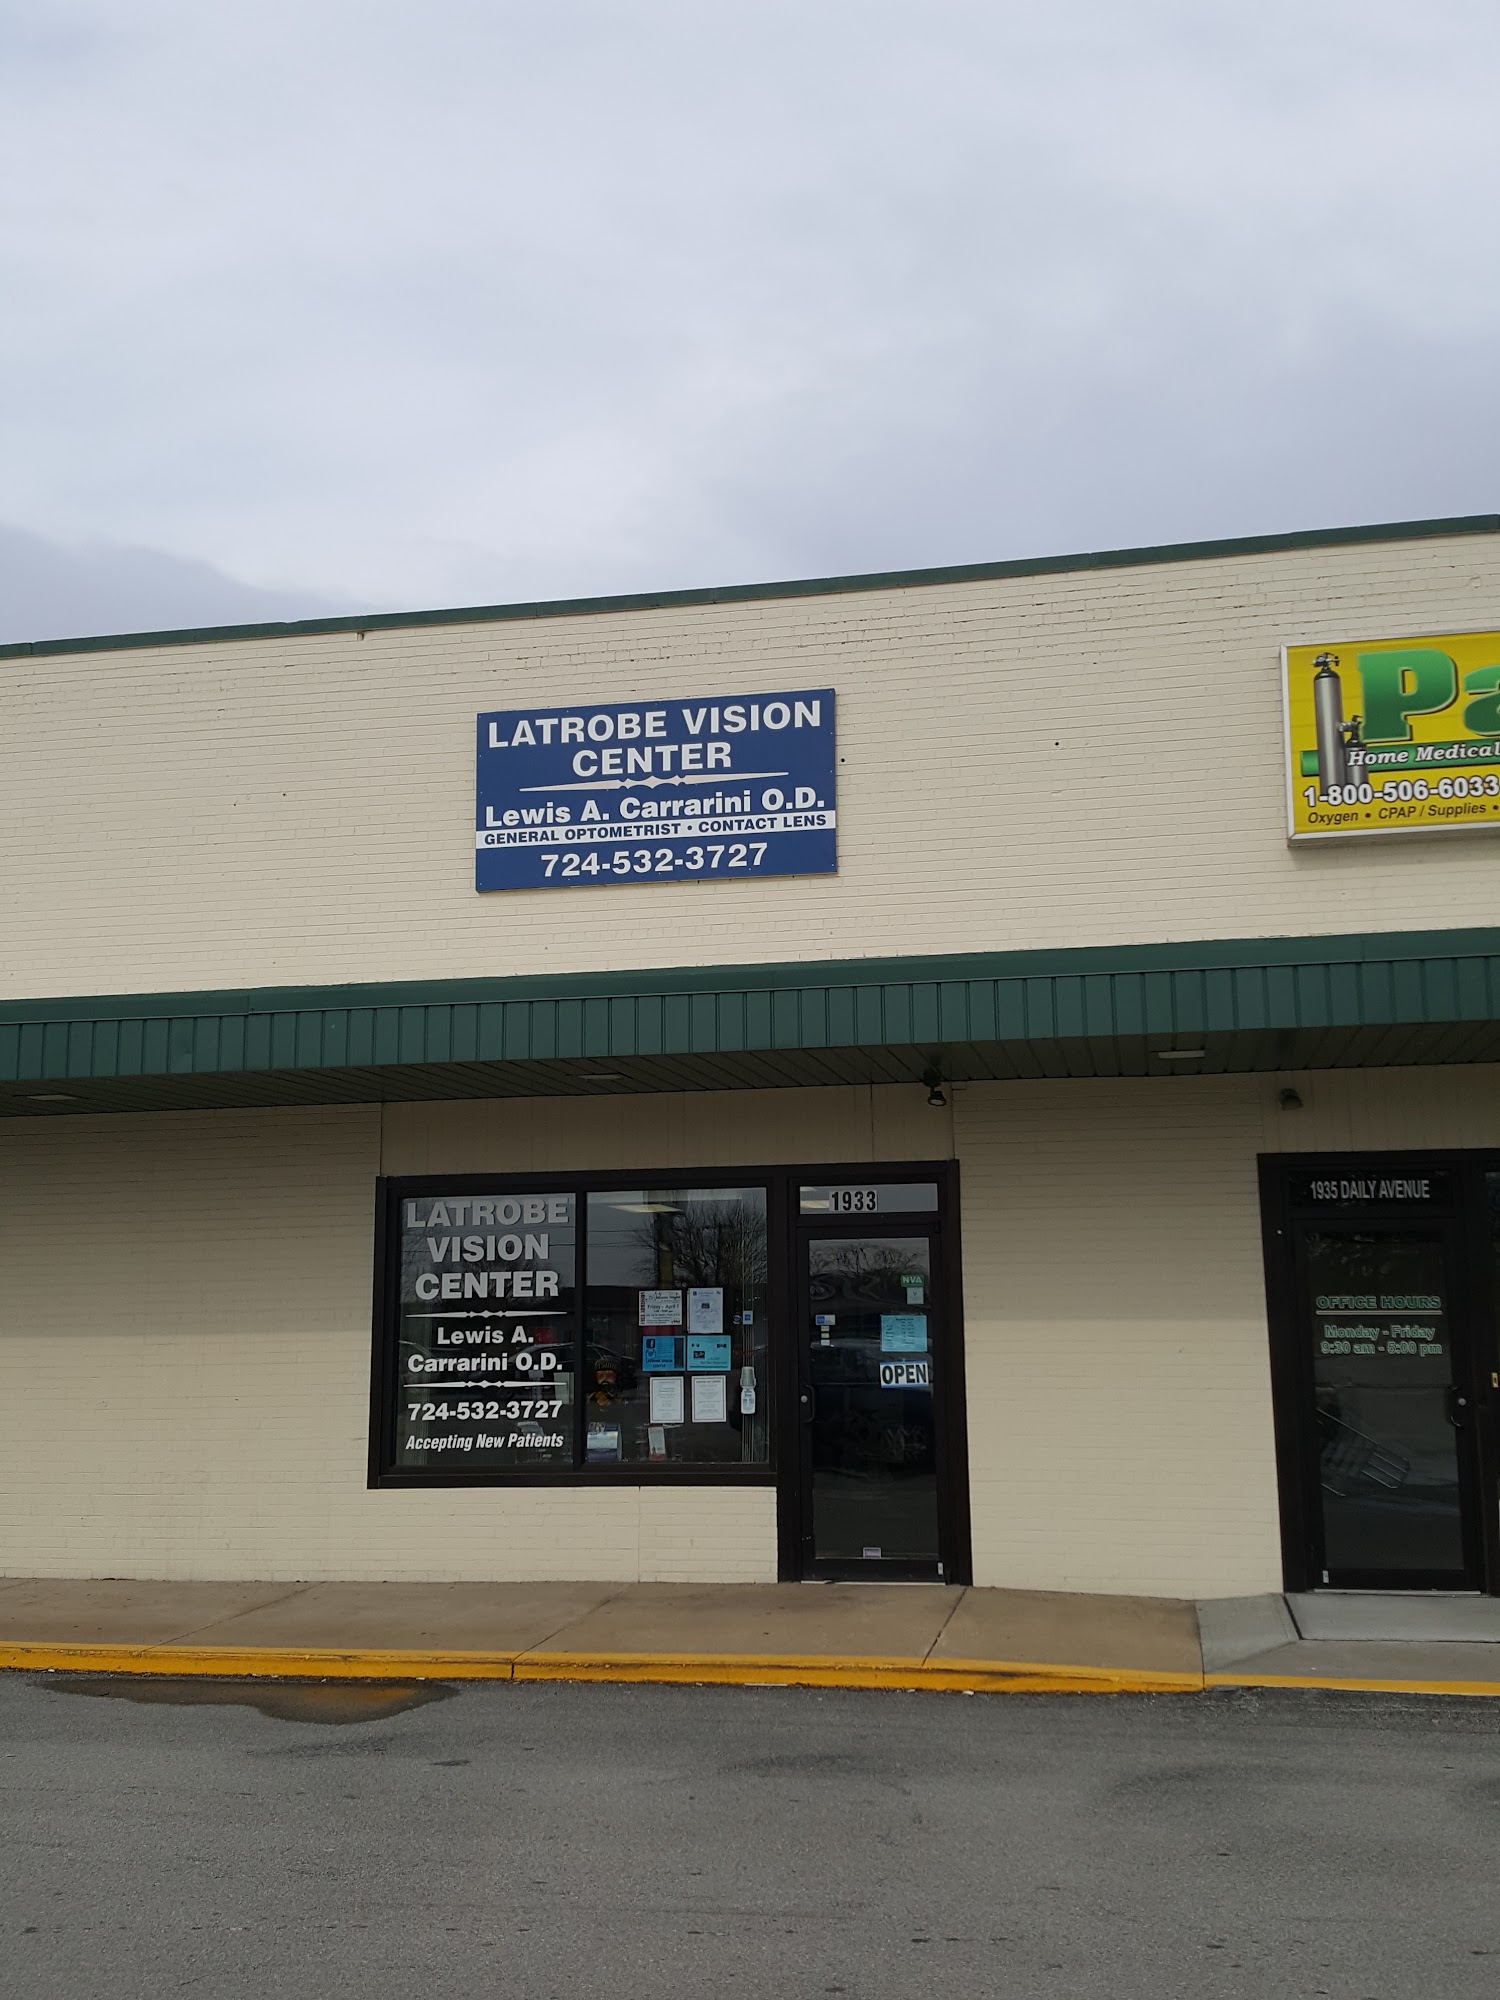 LATROBE VISION
CENTER
Lewis A. Carrarini O.D.
GENERAL OPTOMETRIST • CONTACT LENS
724-532-3727
Pa
Home Medical
1-800-506-6033
Oxygen • CPAP / Supplies •
LATROBE
VISION
CENTER
Lewis A.
Carrarini O.D.
724-532-3727
Accepting New Patients
1933
NVA
OPEN
1935 DAILY AVENUE
OFFICE HOURS
Monday - Friday
9:30 am - 5:00 pm